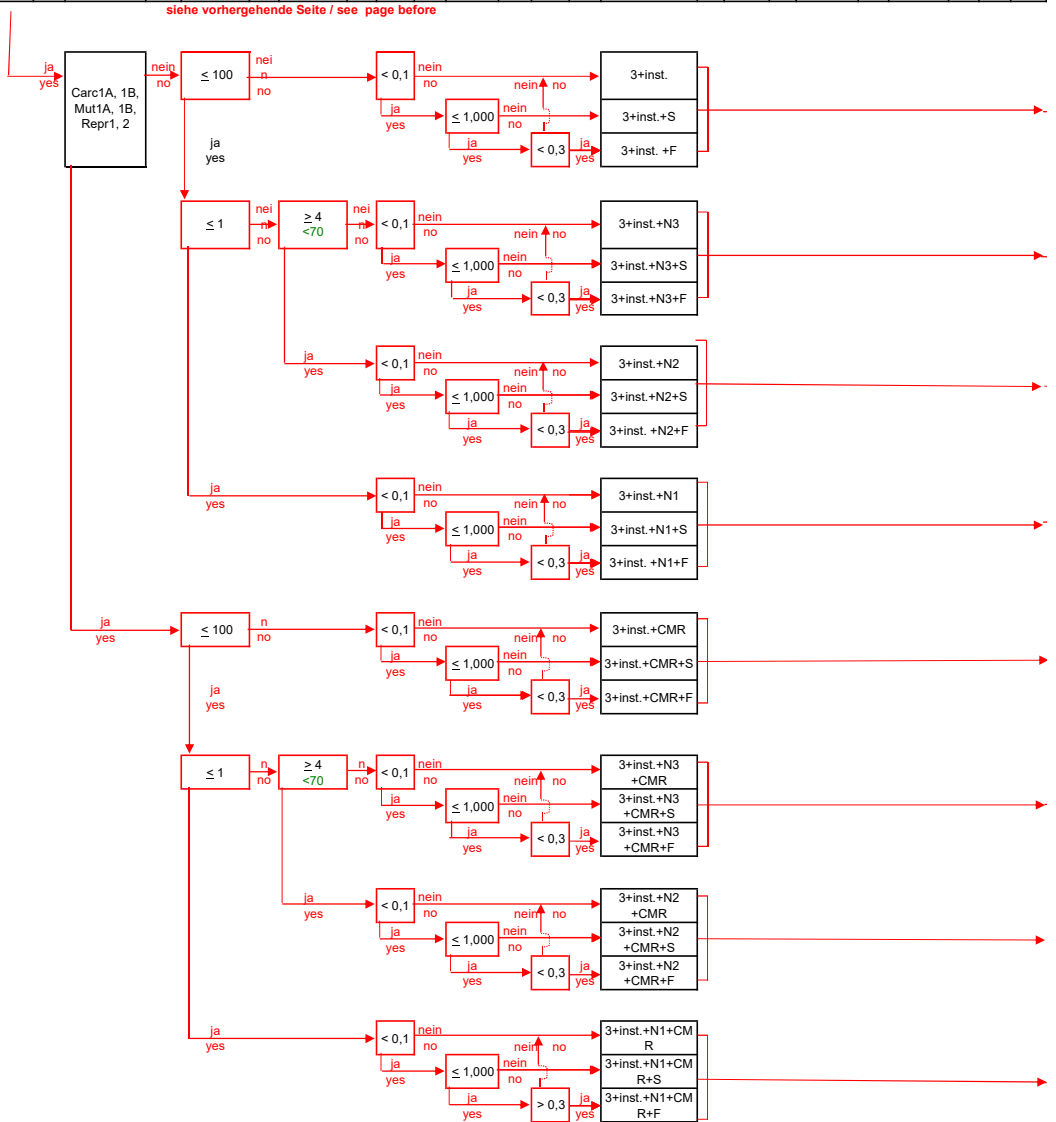 siehe vorhergehende Seite / see page before
ja
yes
Carc1A, 1B,
Mut1A, 1B,
Repr1, 2
nein
no
≤ 100
nei
n
no
< 0,1
nein
no
3+inst.
nein no
ja
yes
≤ 1,000
nein
no
3+inst.+S
ja
yes
< 0,3
ja
yes
3+inst. +F
ja
yes
≤ 1
nei
n
no
≥ 4
<70
nei
n
no
< 0,1
nein
no
3+inst.+N3
nein no
ja
yes
≤ 1,000
nein
no
3+inst.+N3+S
ja
yes
< 0,3
ja
yes
3+inst.+N3+F
ja
yes
< 0,1
nein
no
3+inst.+N2
nein no
ja
yes
≤ 1,000
nein
no
3+inst.+N2+S
ja
yes
< 0,3
ja
yes
3+inst. +N2+F
ja
yes
< 0,1
nein
no
3+inst.+N1
nein no
ja
yes
≤ 1,000
nein
no
3+inst.+N1+S
ja
yes
< 0,3
ja
yes
3+inst. +N1+F
ja
yes
≤ 100
n
no
< 0,1
nein
no
3+inst.+CMR
nein no
ja
yes
≤ 1,000
nein
no
3+inst.+CMR+S
ja
yes
< 0,3
ja
yes
3+inst.+CMR+F
ja
yes
≤ 1
n
no
≥ 4
<70
n
no
< 0,1
nein
no
3+inst.+N3
+CMR
nein no
ja
yes
≤ 1,000
nein
no
3+inst.+N3
+CMR+S
ja
yes
< 0,3
ja
yes
3+inst.+N3
+CMR+F
ja
yes
< 0,1
nein
no
3+inst.+N2
+CMR
nein no
ja
yes
≤ 1,000
nein
no
3+inst.+N2
+CMR+S
ja
yes
< 0,3
ja
yes
3+inst.+N2
+CMR+F
ja
yes
< 0,1
nein
no
3+inst.+N1+CM
R
nein no
ja
yes
≤ 1,000
nein
no
3+inst.+N1+CM
R+S
ja
yes
> 0,3
ja
yes
3+inst.+N1+CM
R+F